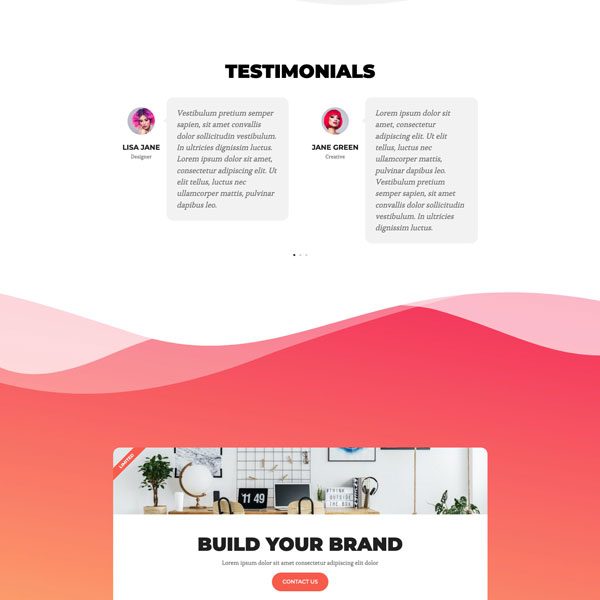 TESTIMONIALS
Vestibulum pretium semper
sapien, sit amet convallis
dolor sollicitudin vestibulum.
In ultricies dignissim luctus.
Lorem ipsum dolor sit amet,
consectetur adipiscing elit. Ut
elit tellus, luctus nec
ullamcorper mattis, pulvinar
dapibus leo.
LISA JANE
Designer
Lorem ipsum dolor sit
amet, consectetur
adipiscing elit. Ut elit
tellus, luctus nec
ullamcorper mattis,
pulvinar dapibus leo.
Vestibulum pretium
semper sapien, sit amet
convallis dolor sollicitudin
vestibulum. In ultricies
dignissim luctus.
JANE GREEN
Creative
LIMITED
11 49
THINK
OUTSIDE
THE BOX
BUILD YOUR BRAND
Lorem ipsum dolor sit amet consectetur adipiscing elit dolor
CONTACT US